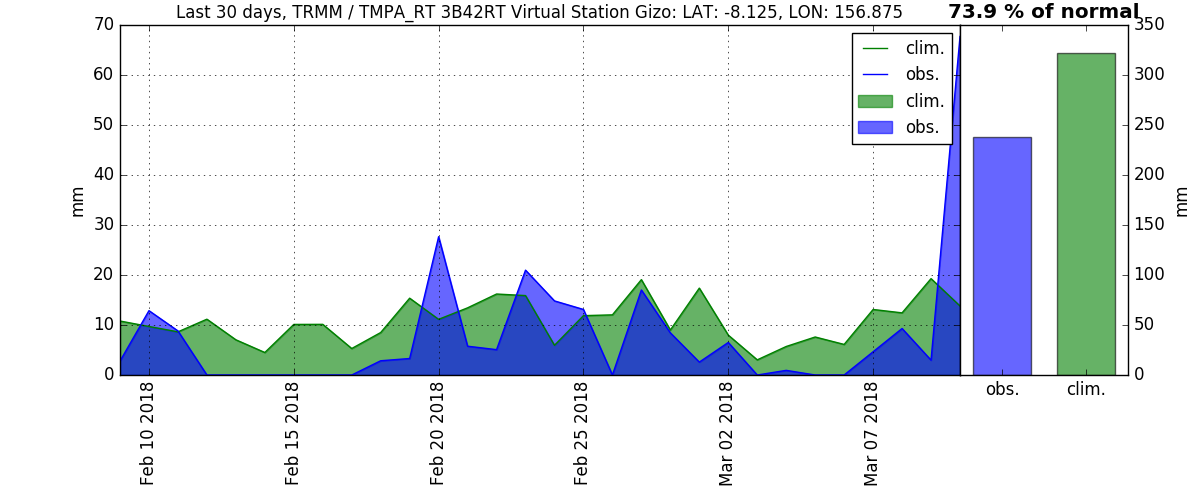 Last 30 days, TRMM / TMPA_RT 3B42RT Virtual Station Gizo: LAT: -8.125, LON: 156.875
73.9 % of normal
70
60
50
40
30
20
10
0
mm
clim.
obs.
clim.
obs.
Feb 10 2018
Feb 15 2018
Feb 20 2018
Feb 25 2018
Mar 02 2018
Mar 07 2018
350
300
250
200
150
100
50
0
mm
obs.
clim.